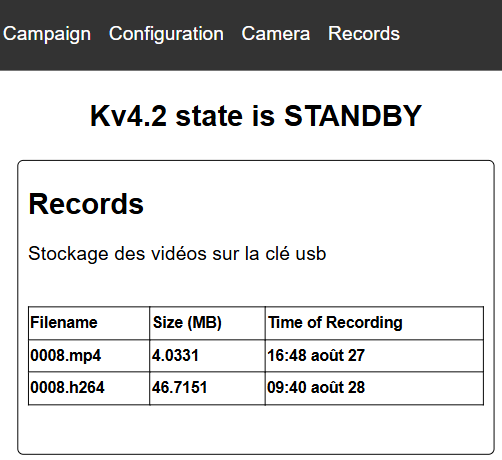 Campaign Configuration Camera Records
Kv4.2 state is STANDBY
Records
Stockage des vidéos sur la clé usb
Filename Size (MB) Time of Recording
0008.mp4 4.0331 16:48 août 27
0008.h264 46.7151 09:40 août 28